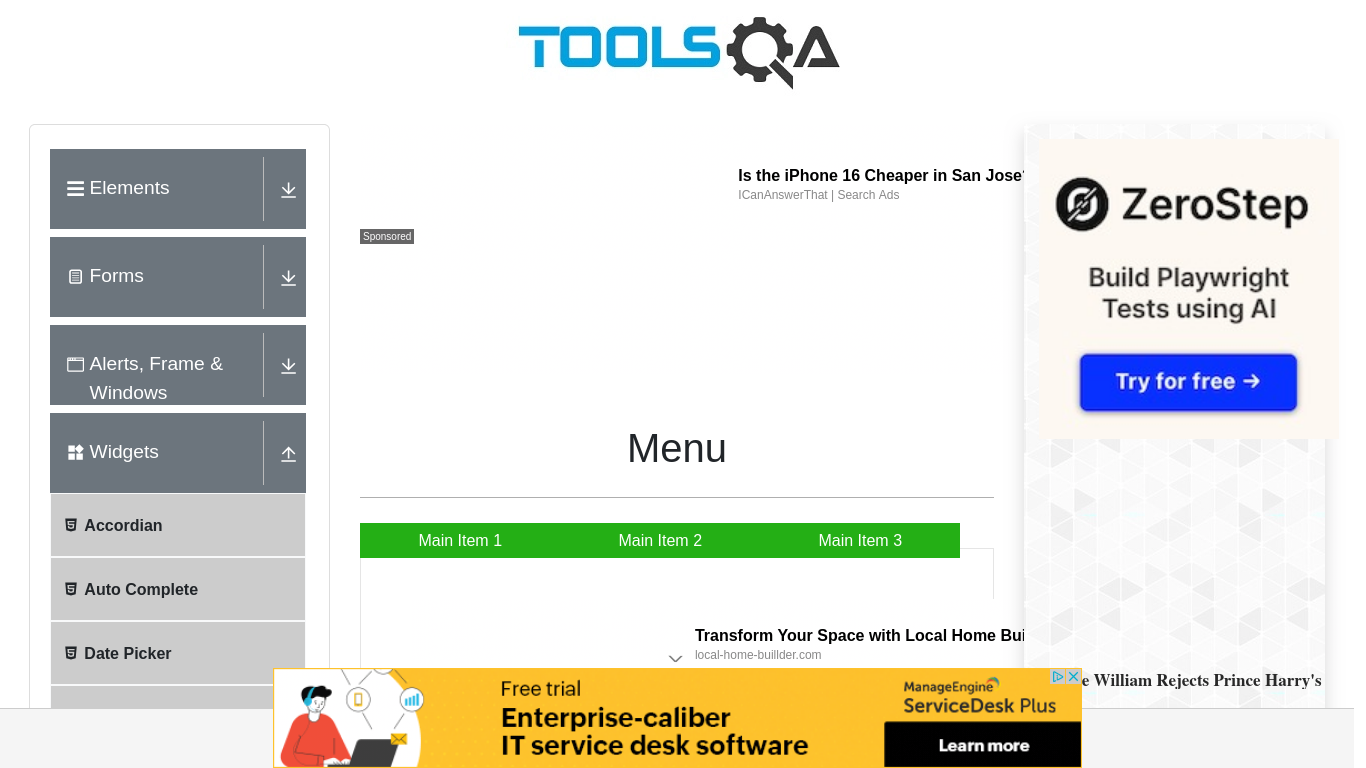 TOOLSQA
Elements
Forms
Alerts, Frame &
Windows
Widgets
Accordian
Auto Complete
Date Picker
Is the iPhone 16 Cheaper in San Jose?
ICanAnswerThat | Search Ads
Sponsored
Menu
Main Item 1
Main Item 2
Main Item 3
Transform Your Space with Local Home Bui
local-home-buillder.com
ZeroStep
Build Playwright
Tests using AI
Try for free →
e William Rejects Prince Harry's
Free trial
Enterprise-caliber
IT service desk software
ManageEngine
ServiceDesk Plus
Learn more